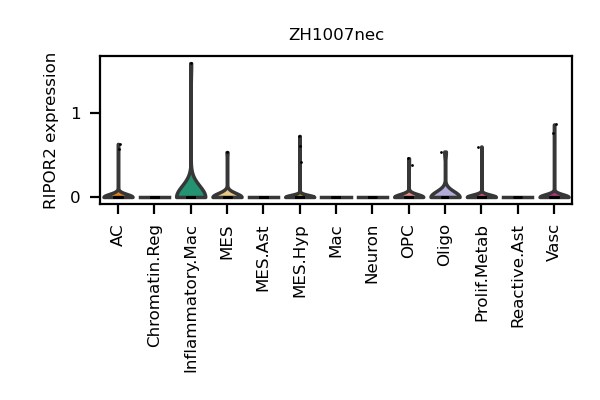 ZH1007nec
RIPOR2 expression
1
0
AC
Chromatin.Reg
Inflammatory.Mac
MES
MES.Ast
MES.Hyp
Mac
Neuron
OPC
Oligo
Prolif.Metab
Reactive.Ast
Vasc